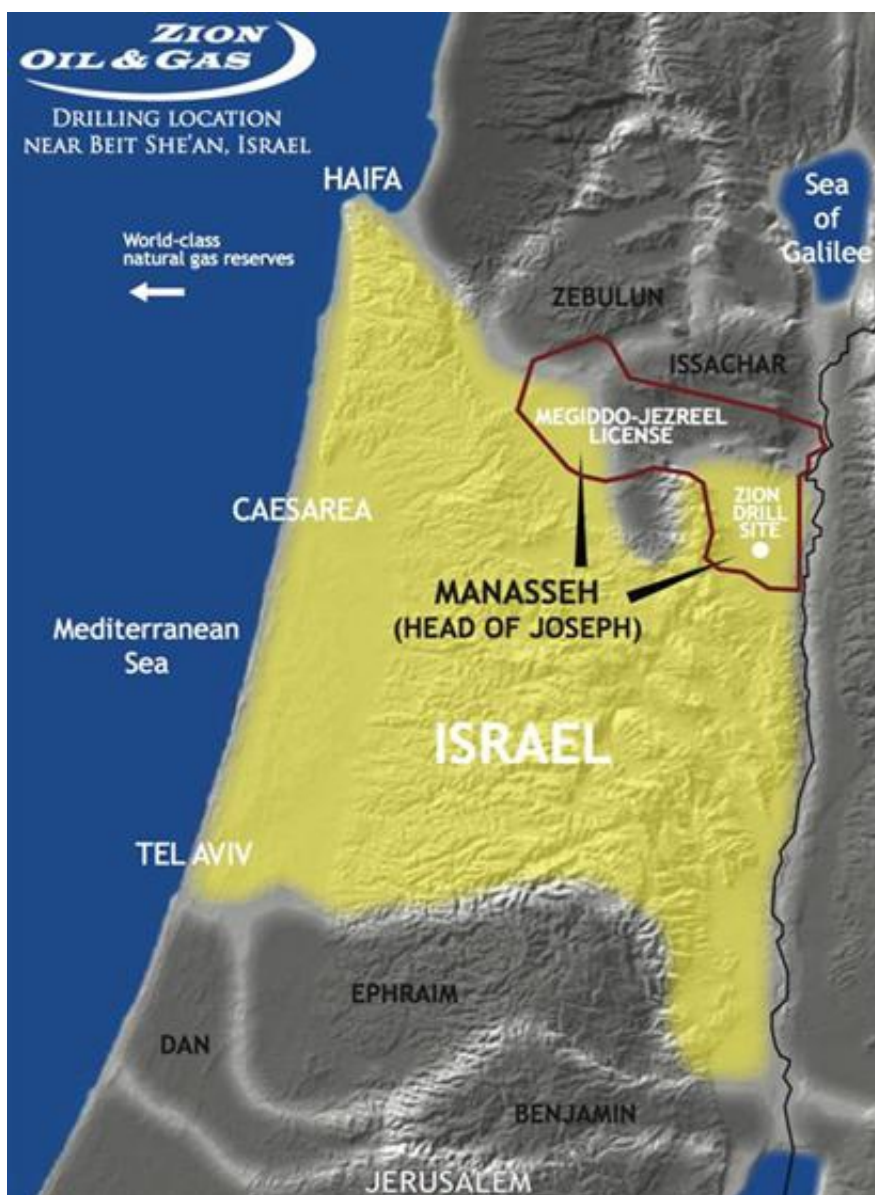 ZION
OIL & GAS
DRILLING LOCATION
NEAR BEIT SHE'AN, ISRAEL
HAIFA
Sea
of
Galilee
World-class
natural gas reserves
ZEBULUN
ISSACHAR
MEGIDDO-JEZREEL
LICENSE
ZION
DRILL
SITE
CAESAREA
MANASSEH
(HEAD OF JOSEPH)
Mediterranean
Sea
ISRAEL
TEL AVIV
EPHRAIM
DAN
BENJAMIN
JERUSALEM